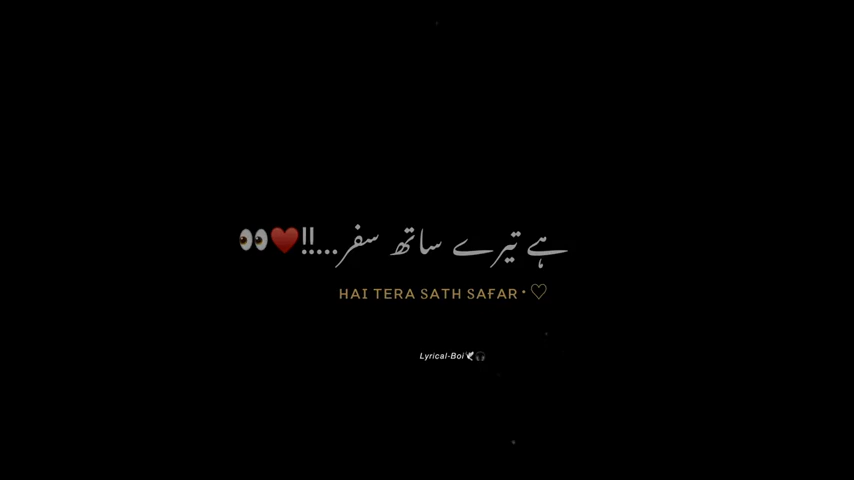 ہے تیرے ساتھ سفر.....!!♥️👀
HAI TERA SATH SAFAR • ♡
Lyrical-Boi🕊️🎧